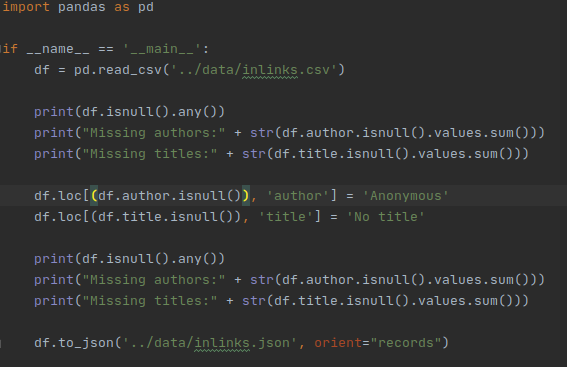 import pandas as pd
if __name__ == '__main__':
df = pd.read_csv('../data/inlinks.csv')
print(df.isnull().any())
print("Missing authors:" + str(df.author.isnull().values.sum()))
print("Missing titles:" + str(df.title.isnull().values.sum()))
df.loc[(df.author.isnull()), 'author'] = 'Anonymous'
df.loc[(df.title.isnull()), 'title'] = 'No title'
print(df.isnull().any())
print("Missing authors:" + str(df.author.isnull().values.sum()))
print("Missing titles:" + str(df.title.isnull().values.sum()))
df.to_json('../data/inlinks.json', orient="records")